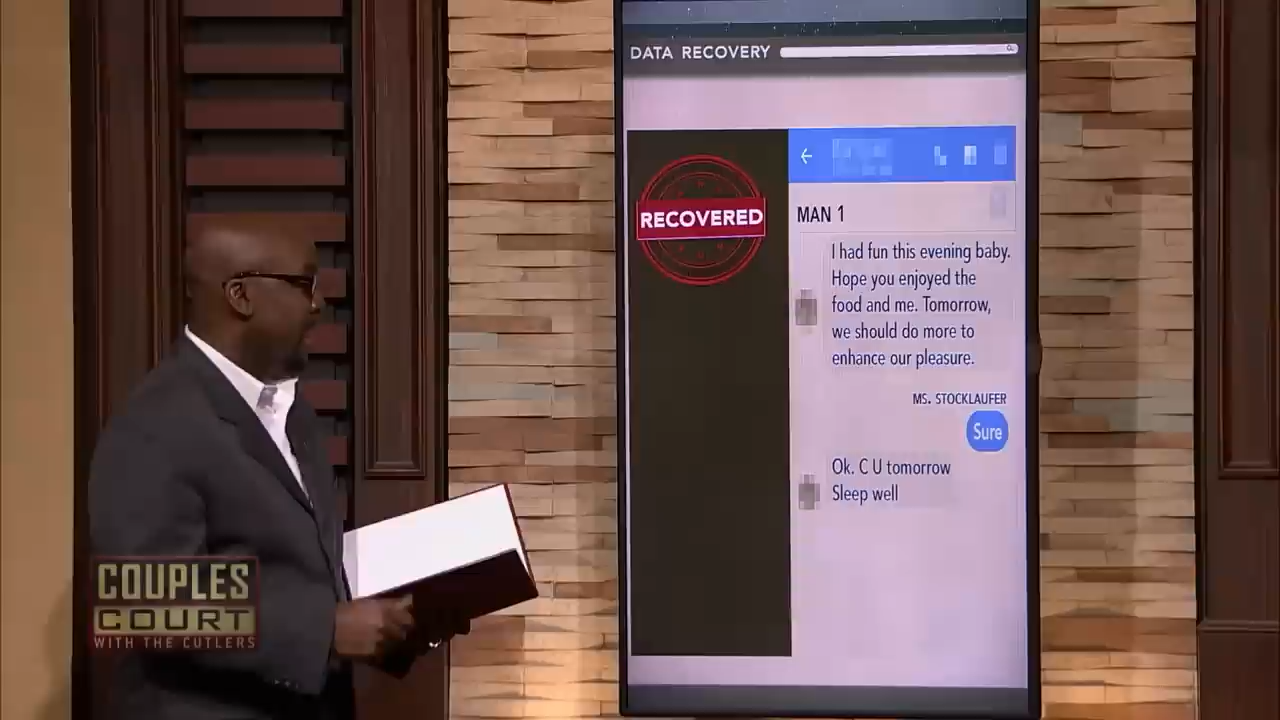 DATA RECOVERY
RECOVERED
MAN 1
I had fun this evening baby.
Hope you enjoyed the
food and me. Tomorrow,
we should do more to
enhance our pleasure.
MS. STOCKLAUFER
Sure
Ok. C U tomorrow
Sleep well
COUPLES
COURT
WITH THE CUTLERS